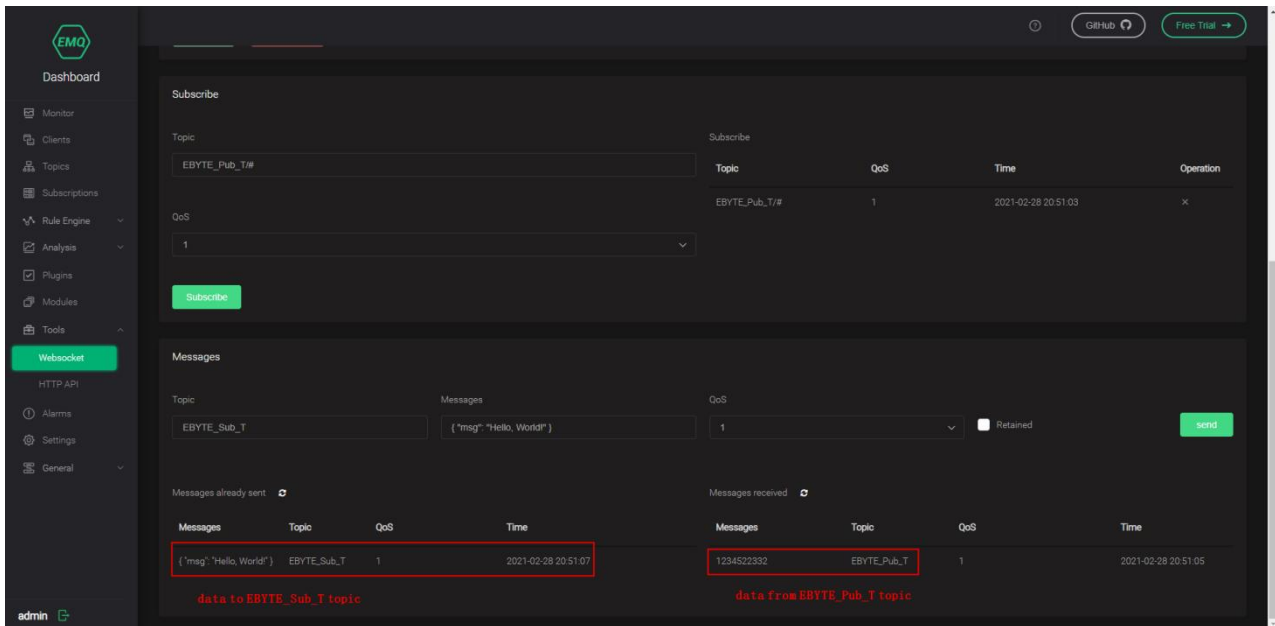 EMQ
Dashboard
Monitor
Clients
Topics
Subscriptions
Rule Engine
Analysis
Plugins
Modules
Tools
Websocket
HTTP API
Alarms
Settings
General
admin
GitHub
Free Trial →
Subscribe
Topic
EBYTE_Pub_T/#
QoS
1
Subscribe
Subscribe
Topic QoS Time Operation
EBYTE_Pub_T/# 1 2021-02-28 20:51:03 ×
Messages
Topic Messages QoS
EBYTE_Sub_T { "msg": "Hello, World!" } 1 Retained send
Messages already sent
Messages Topic QoS Time
{ "msg": "Hello, World!" } EBYTE_Sub_T 1 2021-02-28 20:51:07
data to EBYTE_Sub_T topic
Messages received
Messages Topic QoS Time
1234522332 EBYTE_Pub_T 1 2021-02-28 20:51:05
data from EBYTE_Pub_T topic